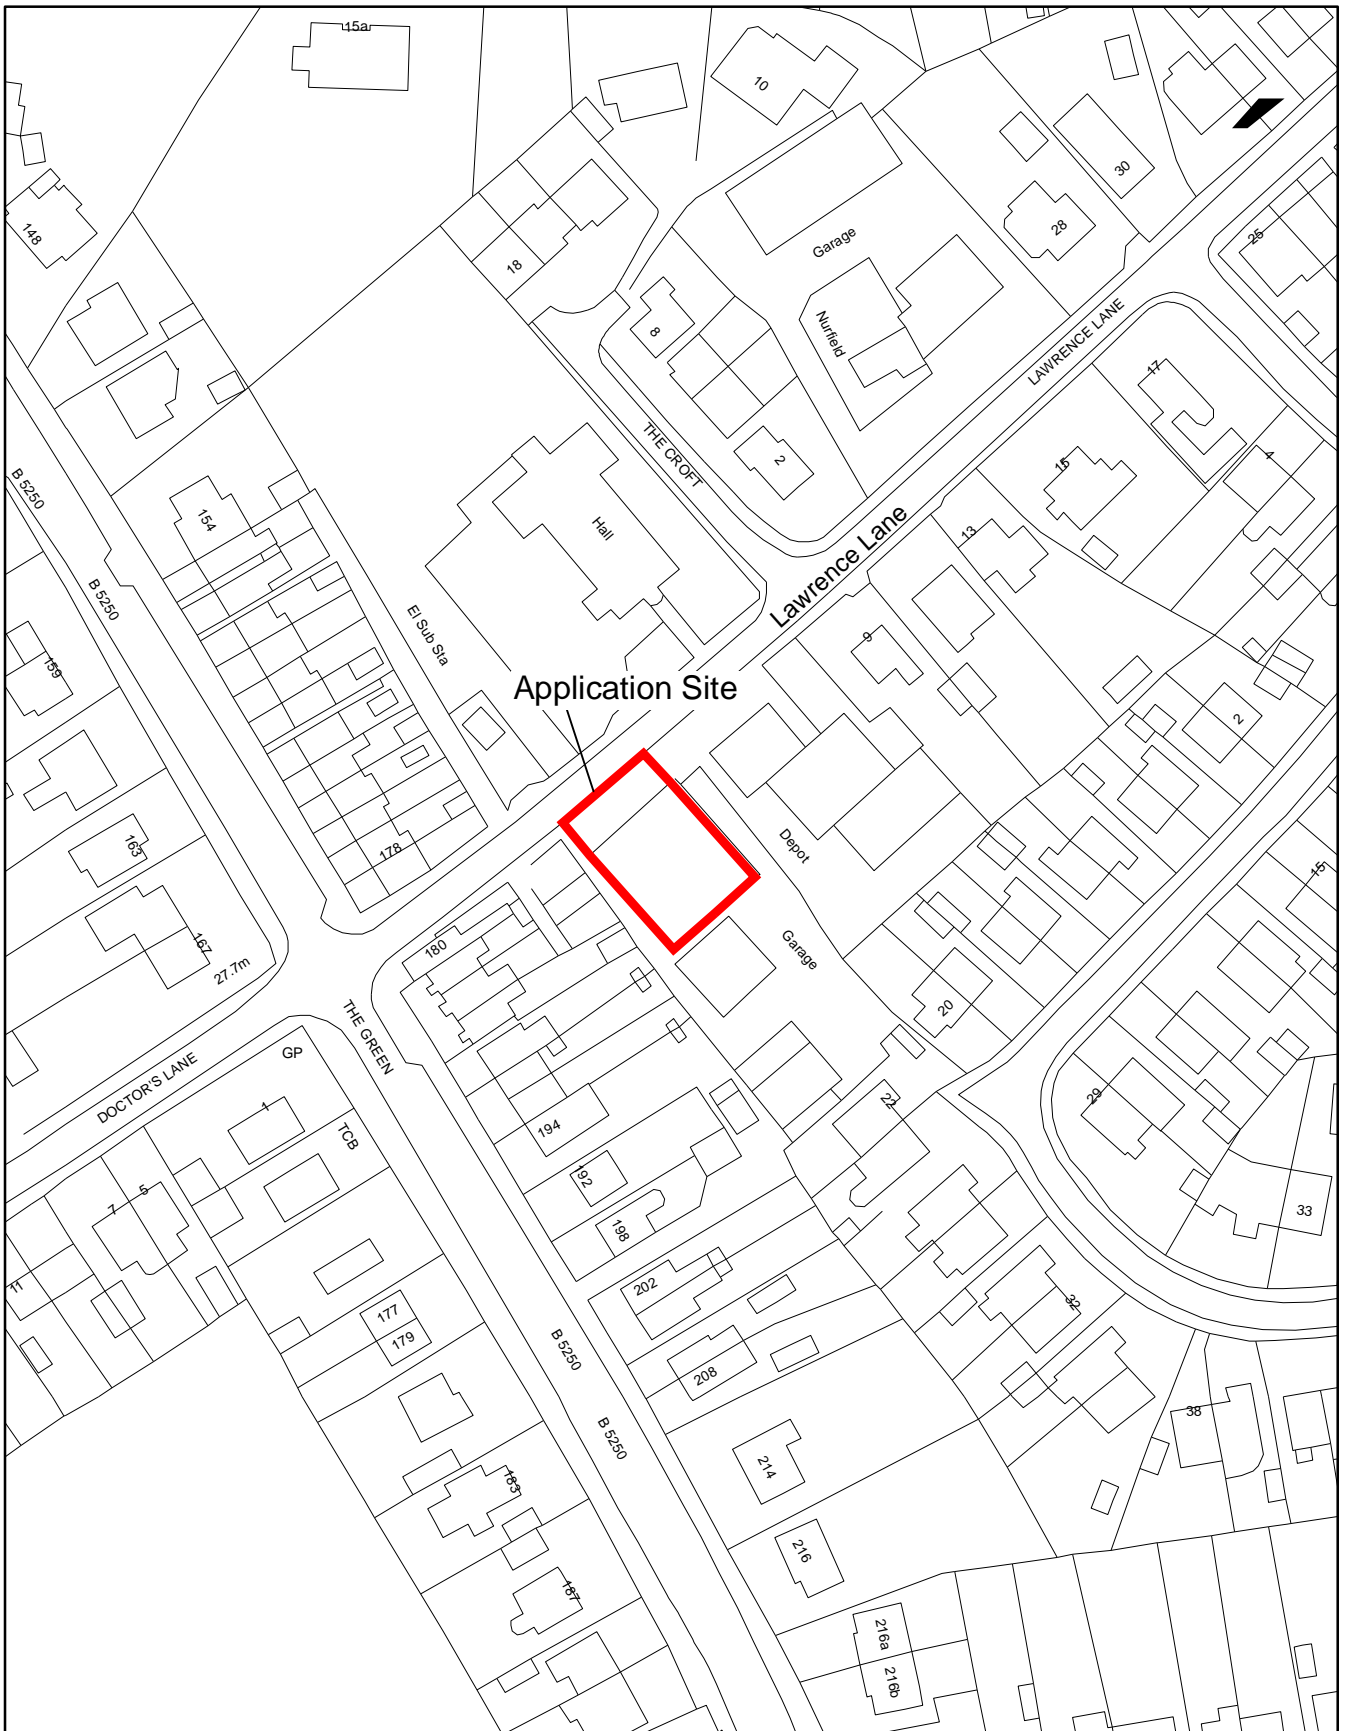 15a
10
148
30
28
25
Garage
18
8
Nurfield
LAWRENCE LANE
17
THE CROFT
2
15
4
B 5250
154
Hall
Lawrence Lane
13
B 5250
El Sub Sta
9
159
Application Site
2
163
178
Depot
15
167
180
Garage
27.7m
20
THE GREEN
GP
DOCTOR'S LANE
1
TCB
194
22
29
192
5
7
198
33
11
202
177
179
32
B 5250
208
38
B 5250
214
183
216
187
216a
216b